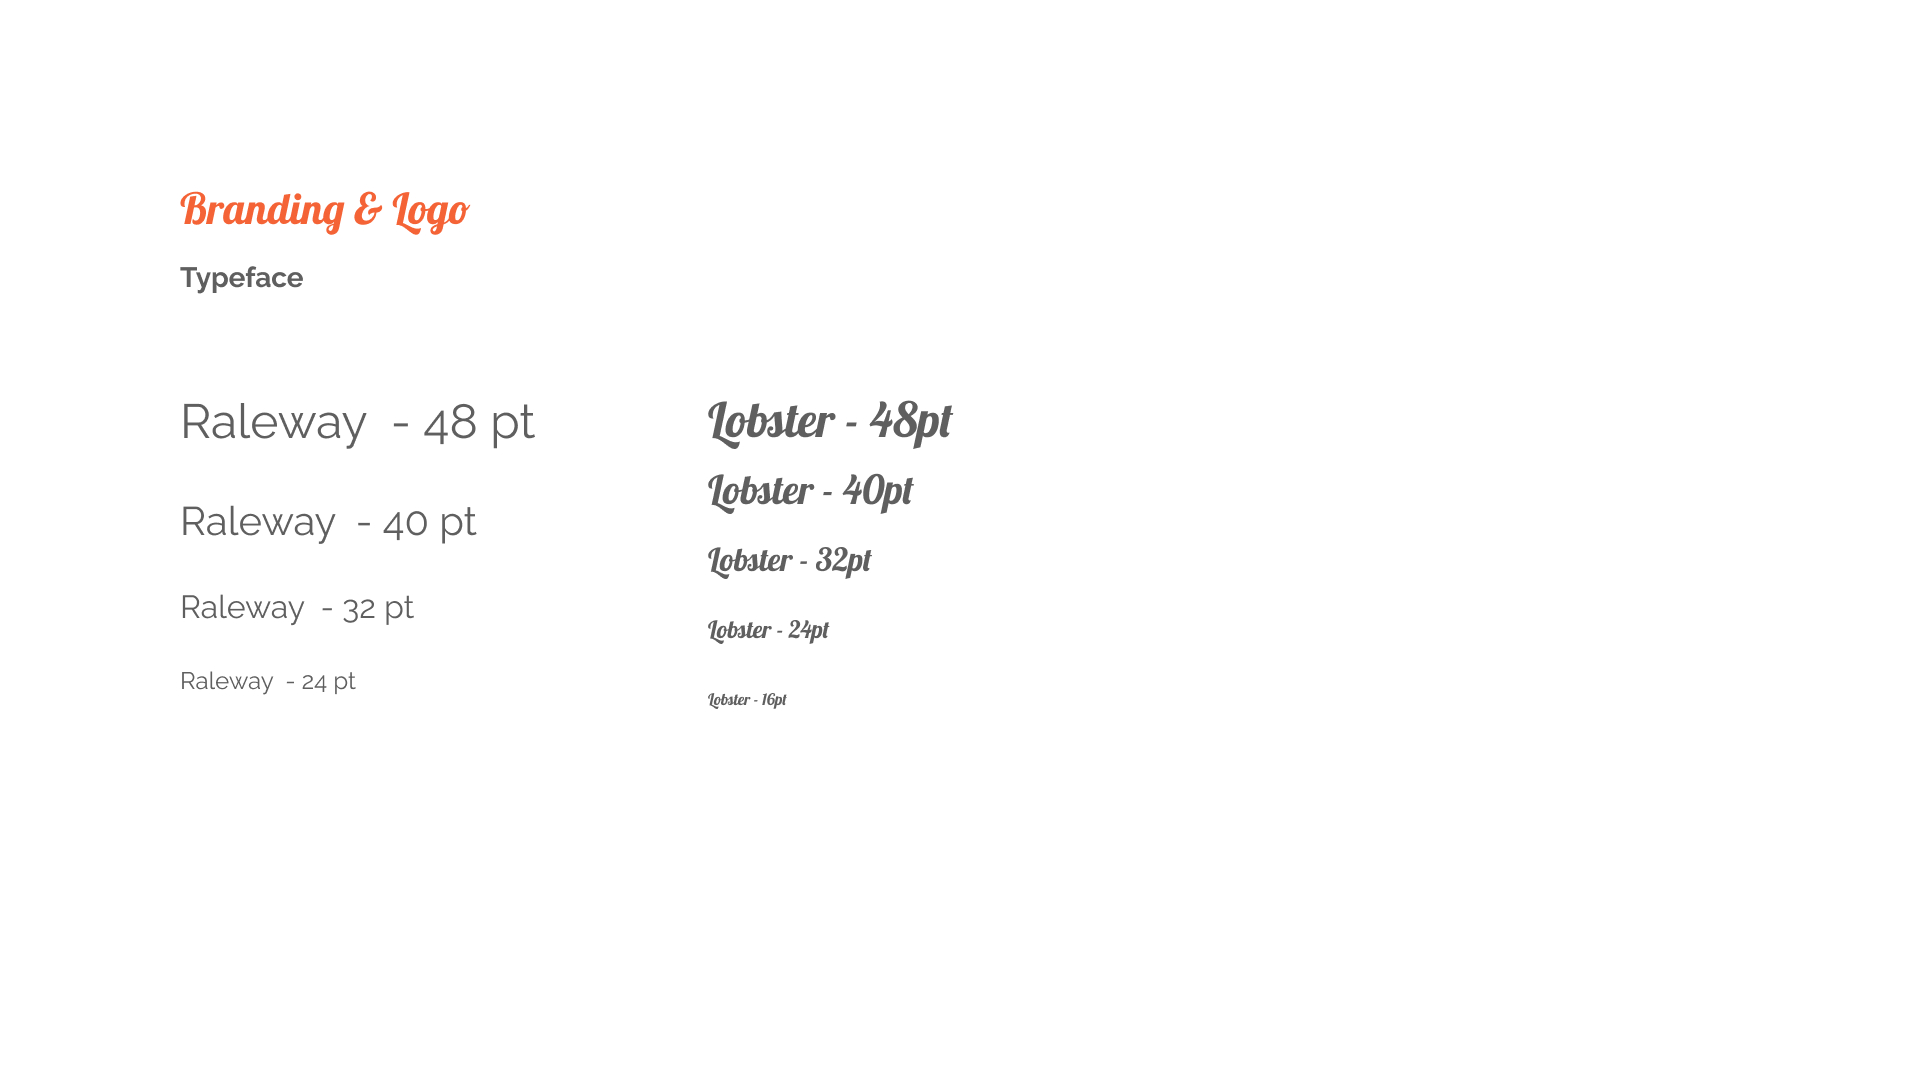 Branding & Logo
Typeface
Raleway  - 48 pt
Raleway  - 40 pt
Raleway  - 32 pt
Raleway  - 24 pt
Lobster - 48pt
Lobster - 40pt
Lobster - 32pt
Lobster - 24pt
Lobster - 16pt